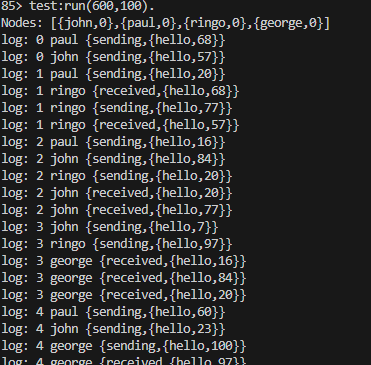 85> test:run(600,100).
Nodes: [{john,0},{paul,0},{ringo,0},{george,0}]
log: 0 paul {sending,{hello,68}}
log: 0 john {sending,{hello,57}}
log: 1 paul {sending,{hello,20}}
log: 1 ringo {received,{hello,68}}
log: 1 ringo {sending,{hello,77}}
log: 1 ringo {received,{hello,57}}
log: 2 paul {sending,{hello,16}}
log: 2 john {sending,{hello,84}}
log: 2 ringo {sending,{hello,20}}
log: 2 john {received,{hello,20}}
log: 2 john {received,{hello,77}}
log: 3 john {sending,{hello,7}}
log: 3 ringo {sending,{hello,97}}
log: 3 george {received,{hello,16}}
log: 3 george {received,{hello,84}}
log: 3 george {received,{hello,20}}
log: 4 paul {sending,{hello,60}}
log: 4 john {sending,{hello,23}}
log: 4 george {sending,{hello,100}}
log: 4 george {received,{hello,97}}